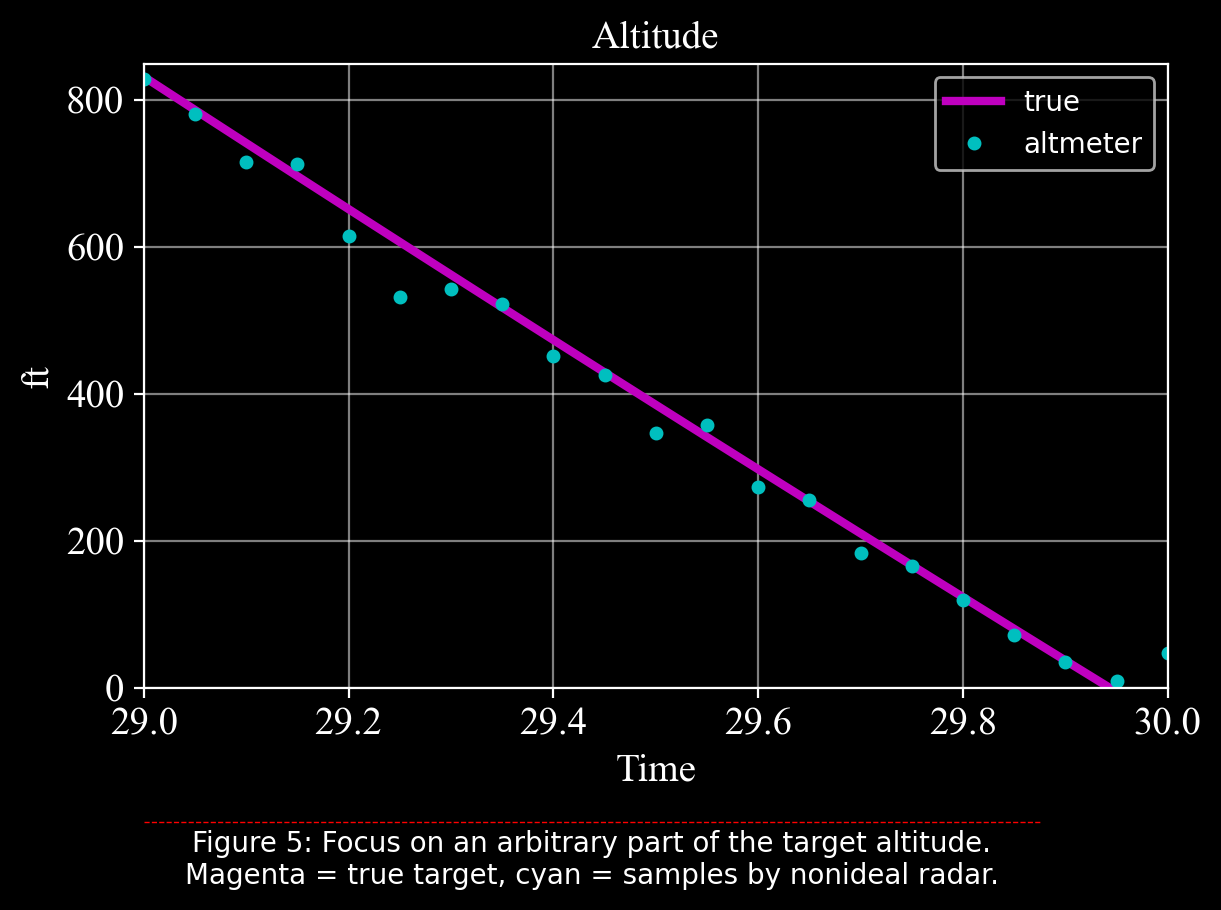 Altitude
true
altmeter
800
600
400
200
0
ft
29.0 29.2 29.4 29.6 29.8 30.0
Time
Figure 5: Focus on an arbitrary part of the target altitude.
Magenta = true target, cyan = samples by nonideal radar.